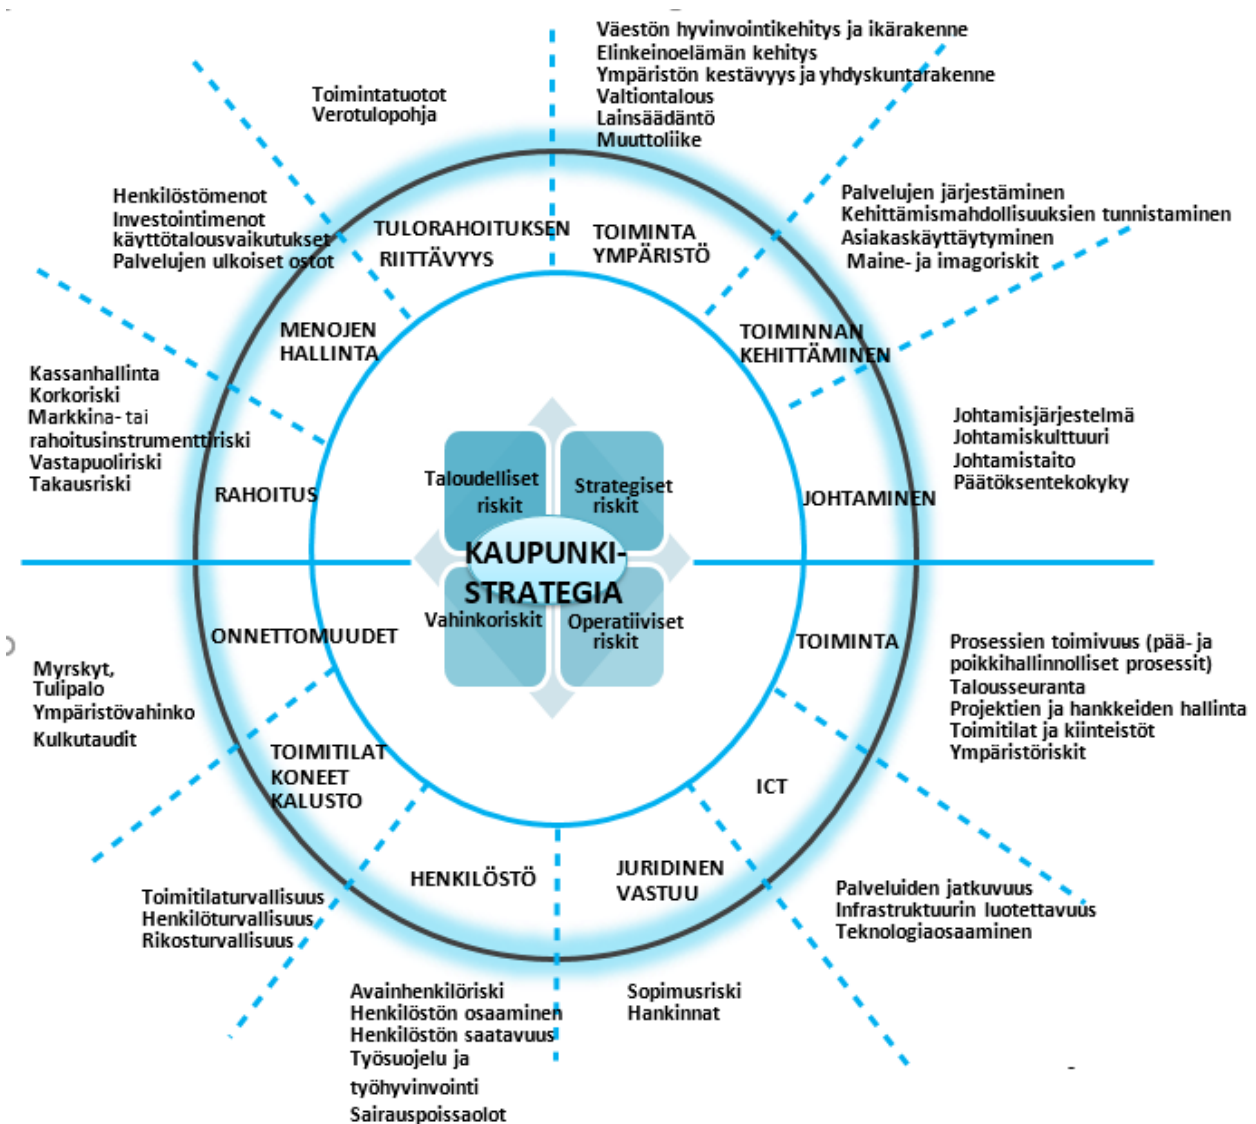 Väestön hyvinvointikehitys ja ikärakenne
Elinkeinoelämän kehitys
Ympäristön kestävyys ja yhdyskuntarakenne
Valtiontalous
Lainsäädäntö
Muuttoliike
Toimintatuotot
Verotulopohja
Henkilöstömenot
Investointimenot
käyttötalousvaikutukset
Palvelujen ulkoiset ostot
Palvelujen järjestäminen
Kehittämismahdollisuuksien tunnistaminen
Asiakaskäyttäytyminen
Maine- ja imagoriskit
TULORAHOITUKSEN
RIITTÄVYYS
TOIMINTA
YMPÄRISTÖ
MENOJEN
HALLINTA
TOIMINNAN
KEHITTÄMINEN
Kassanhallinta
Korkoriski
Markkina- tai
rahoitusinstrumenttiriski
Vastapuoliriski
Takausriski
RAHOITUS
JOHTAMINEN
Johtamisjärjestelmä
Johtamiskulttuuri
Johtamistaito
Päätöksentekokyky
Taloudelliset
riskit
Strategiset
riskit
KAUPUNKI-
STRATEGIA
Vahinkoriskit
Operatiiviset
riskit
ONNETTOMUUDET
TOIMINTA
Myrskyt,
Tulipalo
Ympäristövahinko
Kulkutaudit
Prosessien toimivuus (pää- ja
poikkihallinnolliset prosessit)
Talousseuranta
Projektien ja hankkeiden hallinta
Toimitilat ja kiinteistöt
Ympäristöriskit
TOIMITILAT
KONEET
KALUSTO
ICT
HENKILÖSTÖ
JURIDINEN
VASTUU
Toimitilaturvallisuus
Henkilöturvallisuus
Rikosturvallisuus
Palveluiden jatkuvuus
Infrastruktuurin luotettavuus
Teknologiaosaaminen
Avainhenkilöriski
Henkilöstön osaaminen
Henkilöstön saatavuus
Työsuojelu ja
työhyvinvointi
Sairauspoissaolot
Sopimusriski
Hankinnat